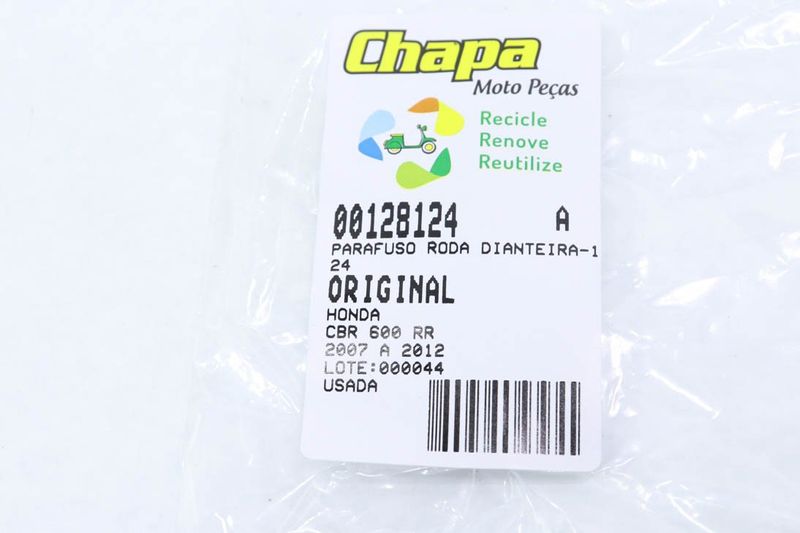 Chapa
Moto Peças
Recicle
Renove
Reutilize
00128124 A
PARAFUSO RODA DIANTEIRA-1
24
ORIGINAL
HONDA
CBR 600 RR
2007 A 2012
LOTE:000044
USADA